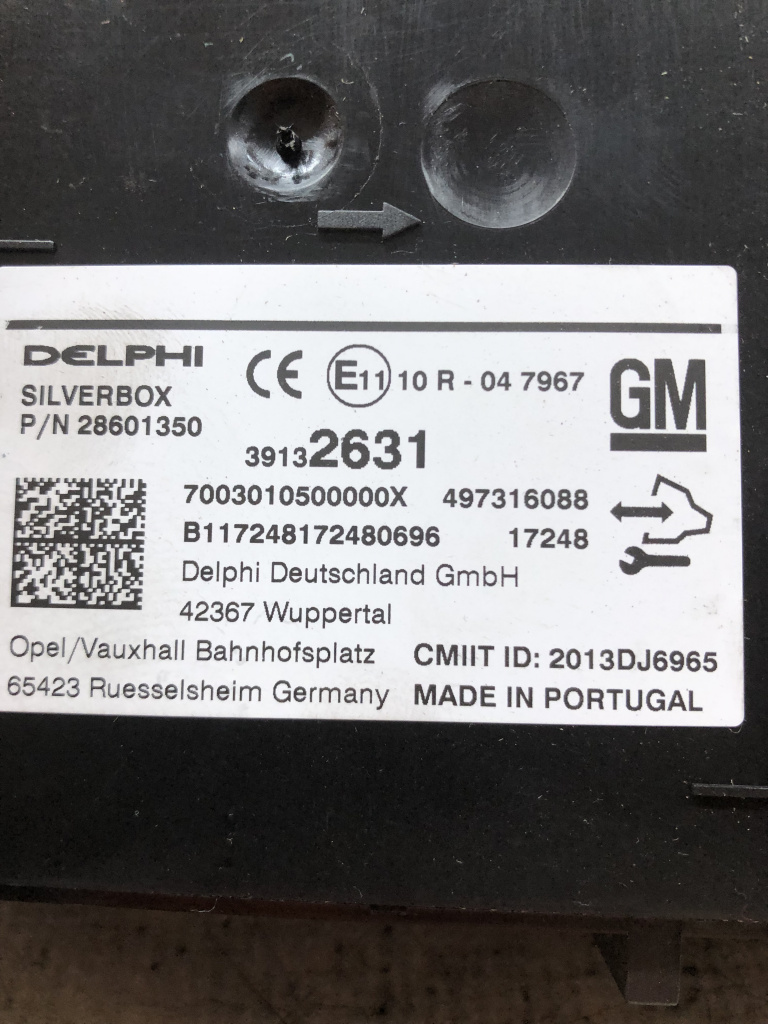 DELPHI
SILVERBOX
P/N 28601350
CE E11 10 R - 04 7967
GM
39132631
7003010500000X 497316088
B117248172480696 17248
Delphi Deutschland GmbH
42367 Wuppertal
Opel/Vauxhall Bahnhofsplatz CMIIT ID: 2013DJ6965
65423 Ruesselsheim Germany MADE IN PORTUGAL